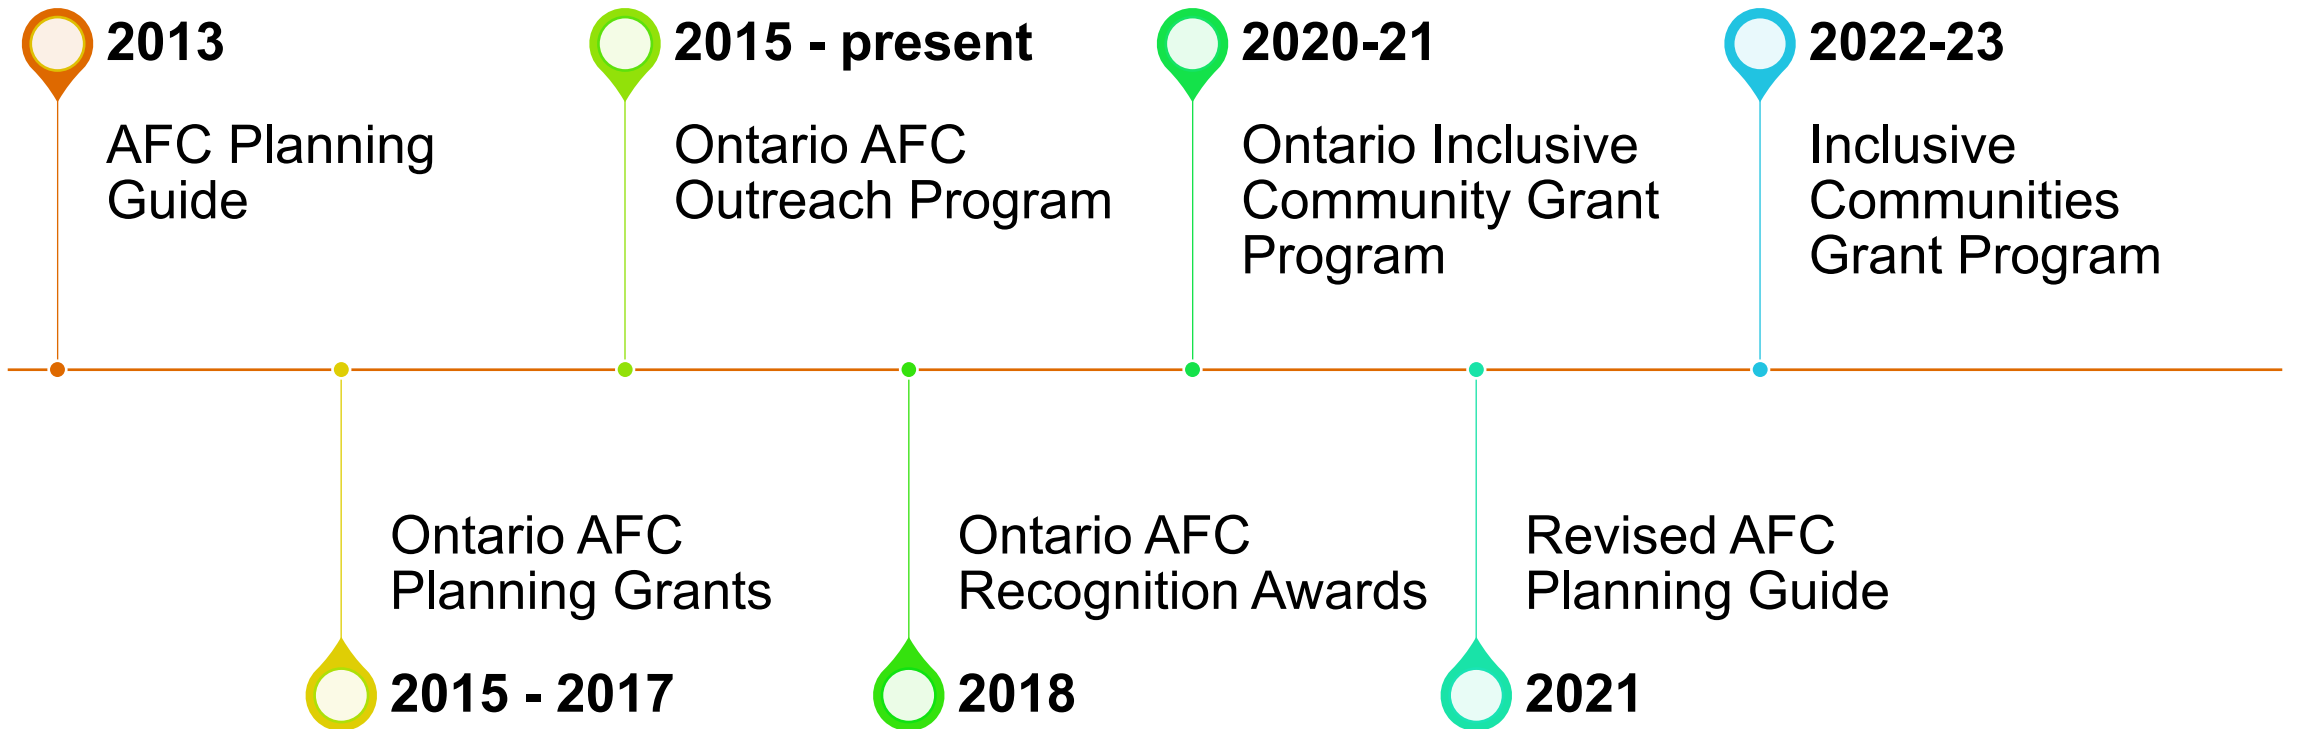 2013
AFC Planning
Guide
2015 - present
Ontario AFC
Outreach Program
2020-21
Ontario Inclusive
Community Grant
Program
2022-23
Inclusive
Communities
Grant Program
Ontario AFC
Planning Grants
2015 - 2017
Ontario AFC
Recognition Awards
2018
Revised AFC
Planning Guide
2021